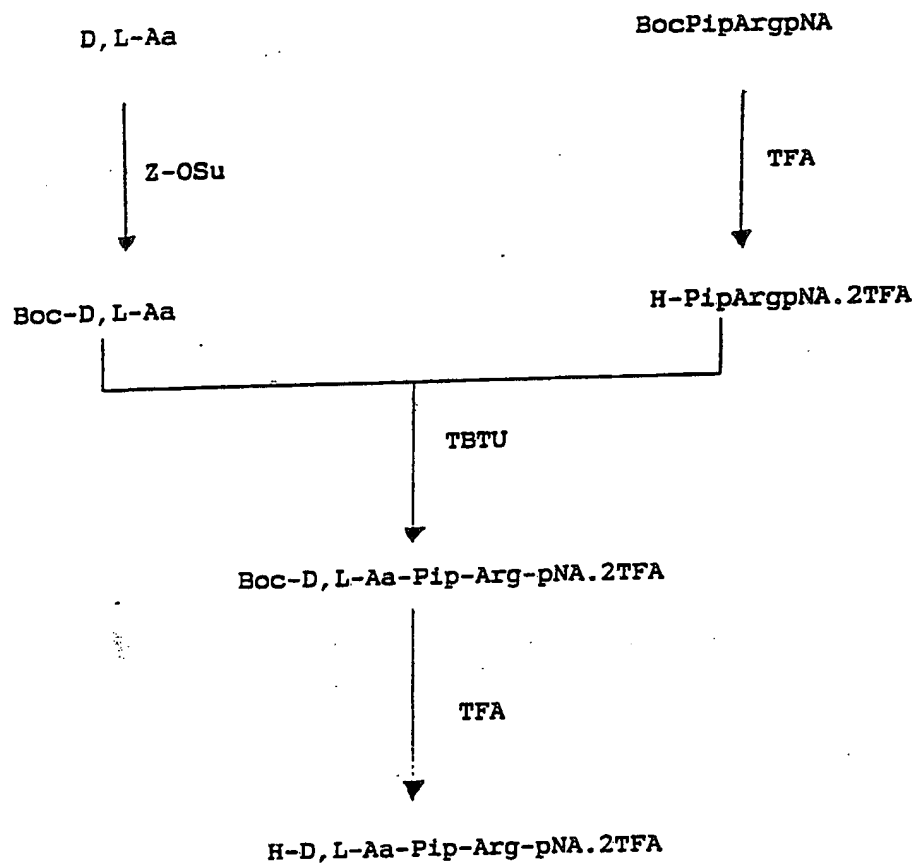 D,L-Aa
BocPipArgpNA
Z-OSu
TFA
Boc-D,L-Aa
H-PipArgpNA.2TFA
TBTU
Boc-D,L-Aa-Pip-Arg-pNA.2TFA
TFA
H-D,L-Aa-Pip-Arg-pNA.2TFA